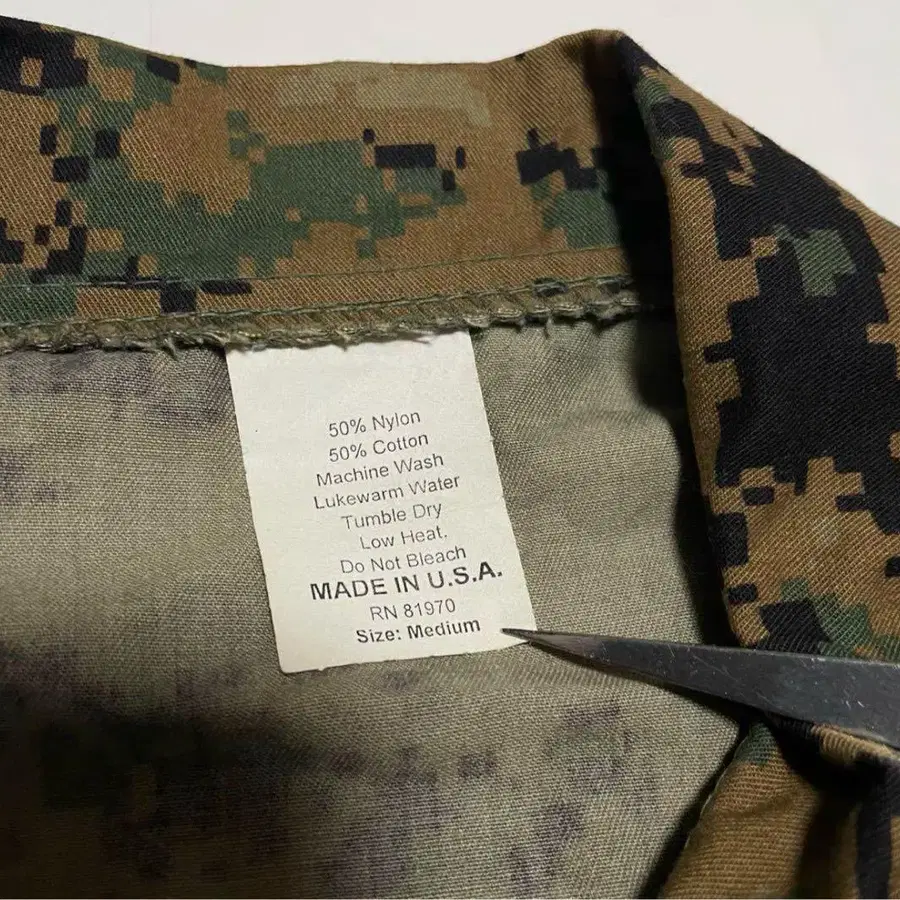 50% Nylon
50% Cotton
Machine Wash
Lukewarm Water
Tumble Dry
Low Heat.
Do Not Bleach
MADE IN U.S.A.
RN 81970
Size: Medium